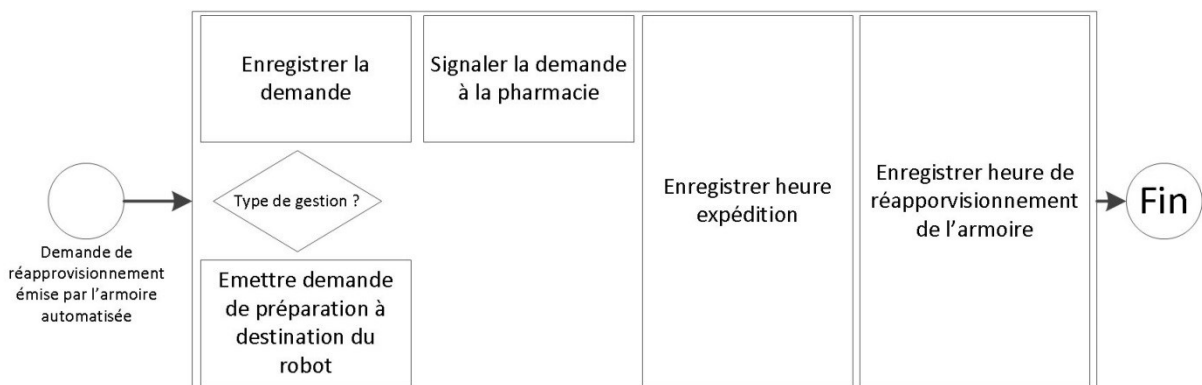 Demande de
réapprovisionnement
émise par l’armoire
automatisée
Enregistrer la
demande
Type de gestion ?
Emettre demande
de préparation à
destination du
robot
Signaler la demande
à la pharmacie
Enregistrer heure
expédition
Enregistrer heure de
réapporvisionnement
de l’armoire
Fin